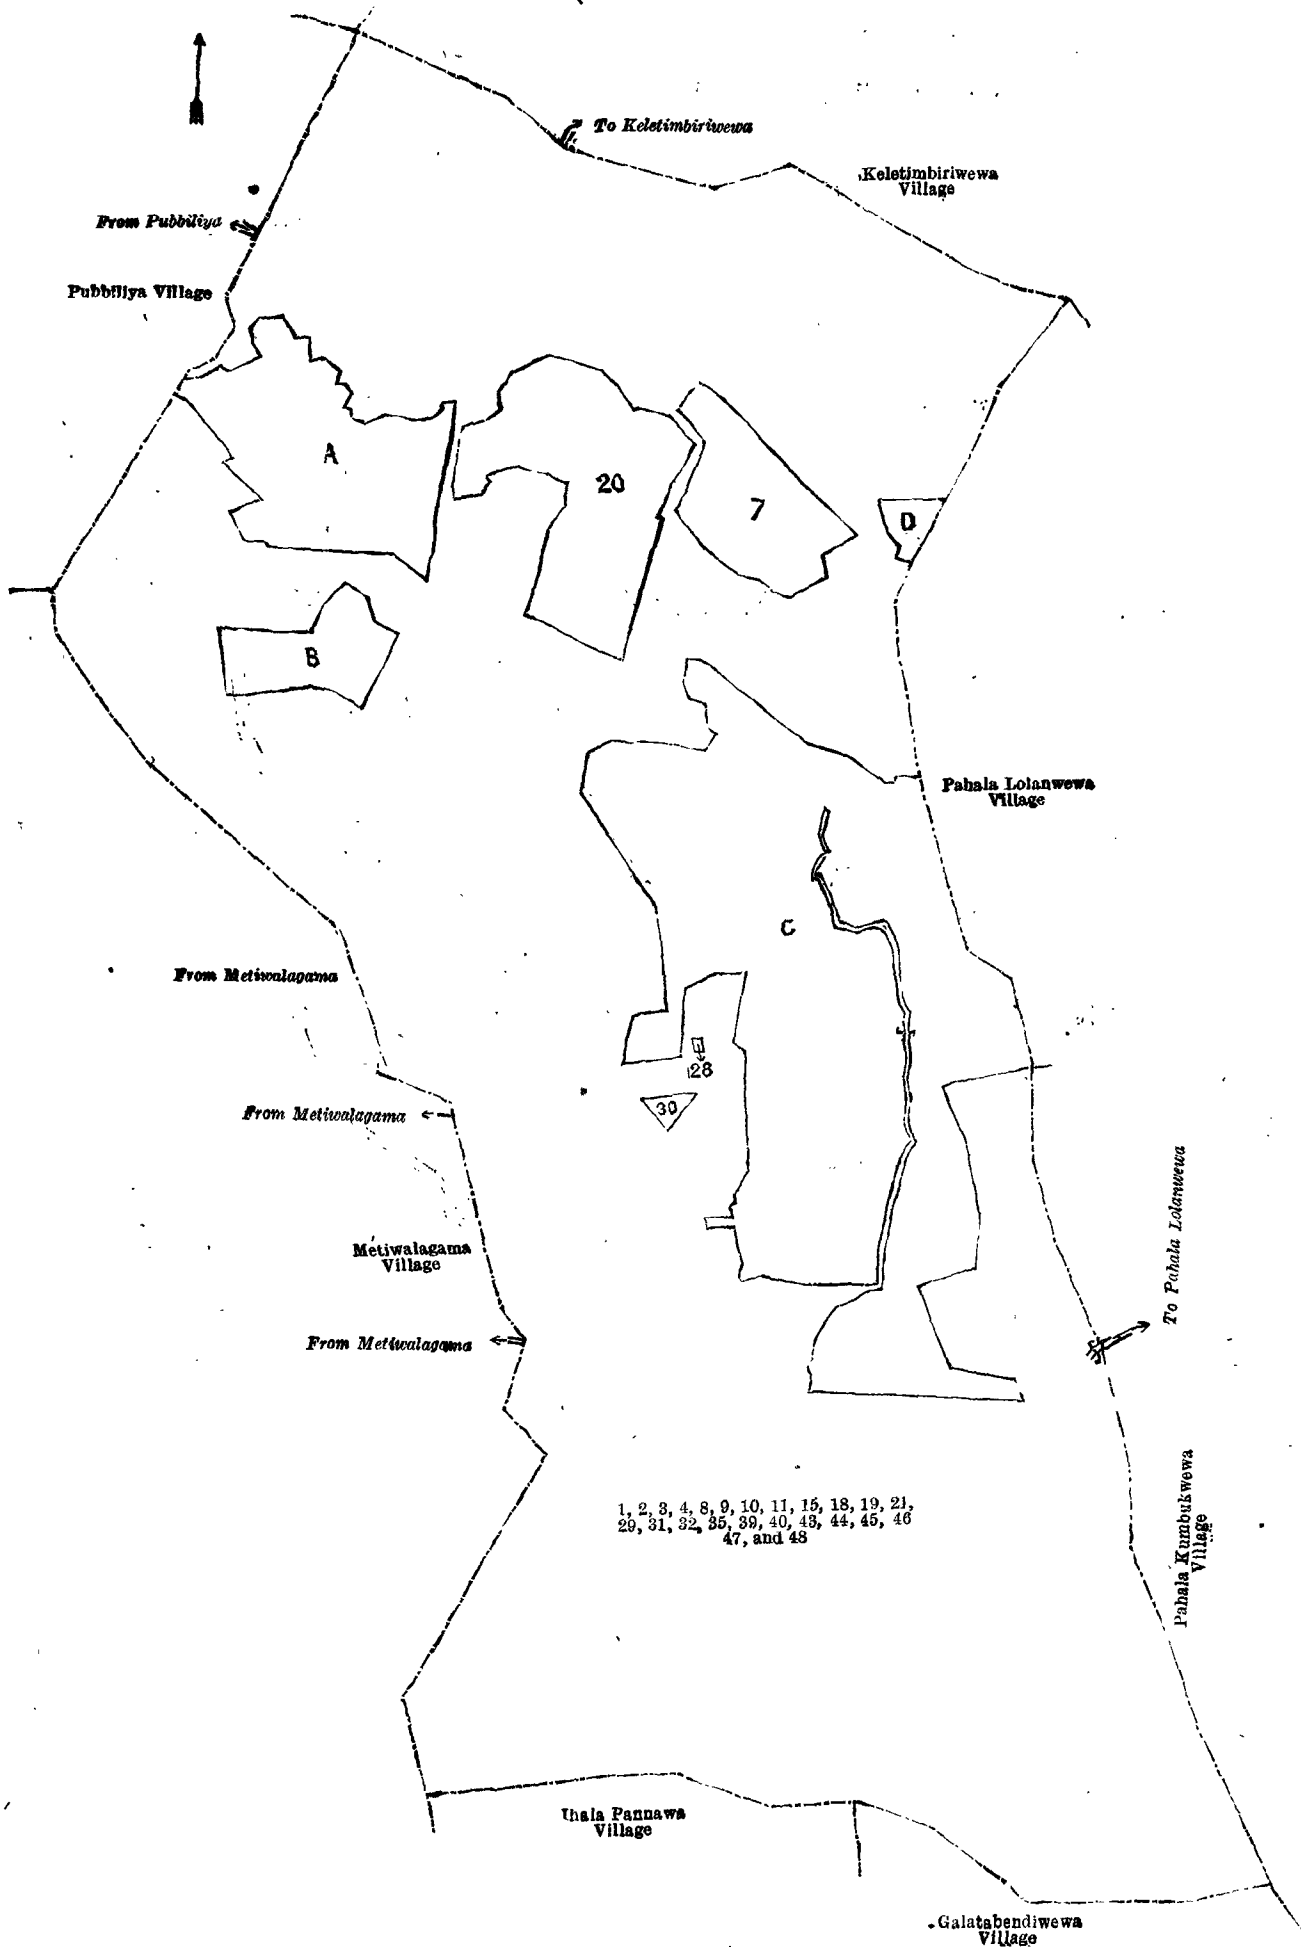 To Keletimbiriwewa
Keletimbiriwewa
Village
From Pubbiliya
Pubbiliya Village
A
20
7
D
B
Pahala Lolanwewa
Village
C
From Metiwalagama
28
30
From Metiwalagama
To Pahala Lolanwewa
Metiwalagama
Village
From Metiwalagama
Pahala Kumbukwewa
Village
1, 2, 3, 4, 8, 9, 10, 11, 15, 18, 19, 21,
29, 31, 32, 35, 39, 40, 43, 44, 45, 46
47, and 48
Ihala Pannawa
Village
Galatabendiwewa
Village